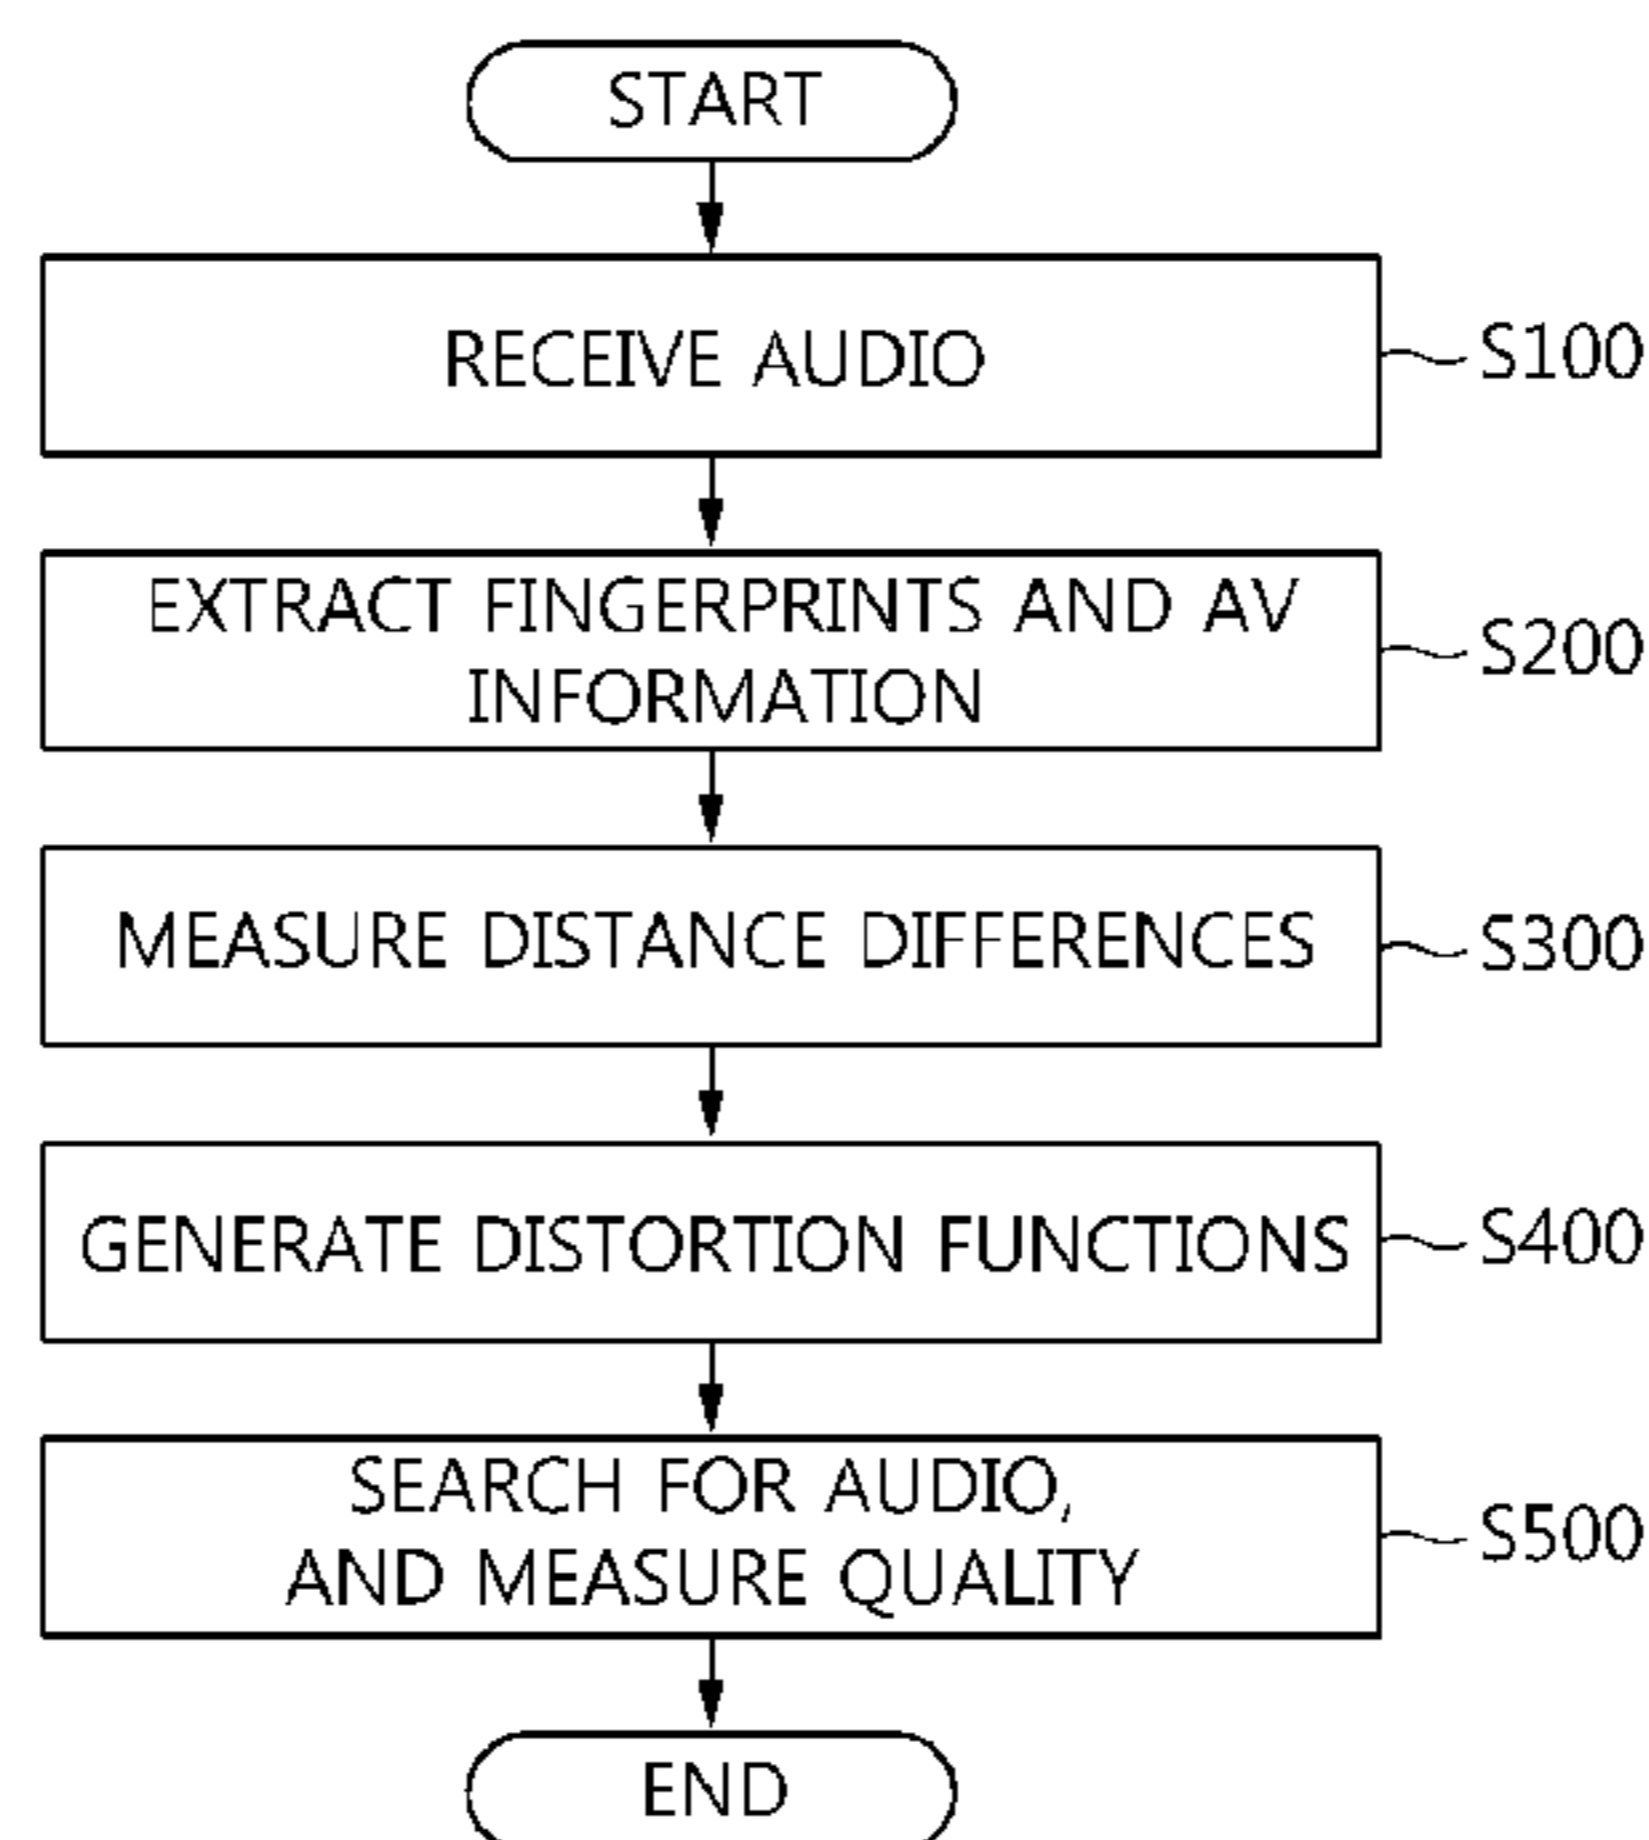 START
RECEIVE AUDIO
S100
EXTRACT FINGERPRINTS AND AV
INFORMATION
S200
MEASURE DISTANCE DIFFERENCES
S300
GENERATE DISTORTION FUNCTIONS
S400
SEARCH FOR AUDIO,
AND MEASURE QUALITY
S500
END